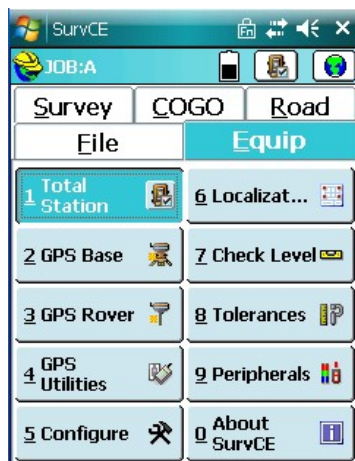 SurvCE
JOB:A
Survey COGO Road
File Equip
1 Total Station
6 Localizat...
2 GPS Base
7 Check Level
3 GPS Rover
8 Tolerances
4 GPS Utilities
9 Peripherals
5 Configure
0 About SurvCE